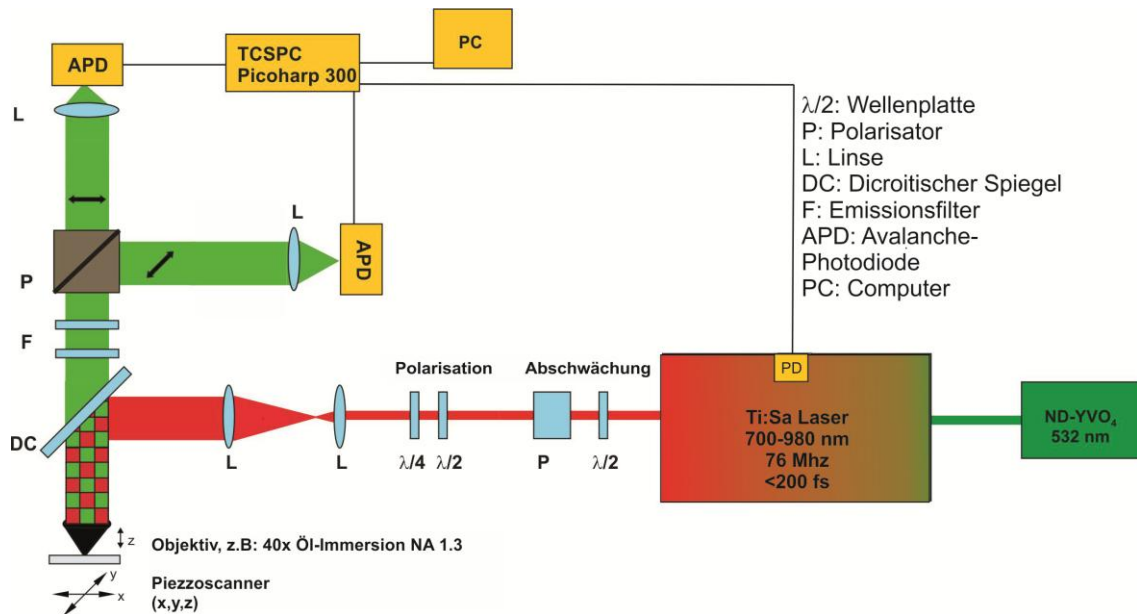 APD
TCSPC
Picoharp 300
PC
L
λ/2: Wellenplatte
P: Polarisator
L: Linse
DC: Dicroitischer Spiegel
F: Emissionsfilter
APD: Avalanche-
Photodiode
PC: Computer
L
APD
P
F
Polarisation
Abschwächung
PD
Ti:Sa Laser
700-980 nm
76 Mhz
<200 fs
ND-YVO4
532 nm
DC
L
L
λ/4
λ/2
P
λ/2
z
Objektiv, z.B: 40x Öl-Immersion NA 1.3
y
x
Piezzoscanner
(x,y,z)